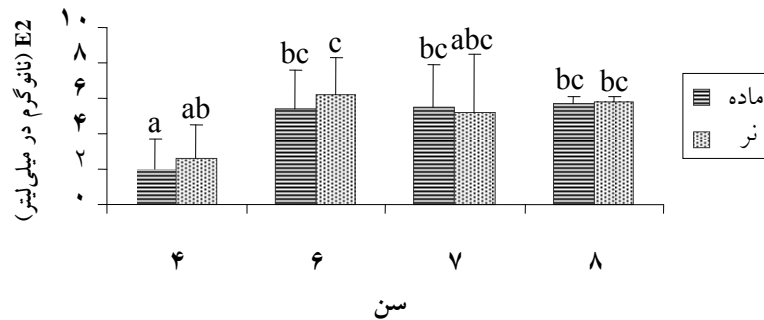 E2 (نانوگرم در میلی‌لیتر)
۱۰
۸
۶
۴
۲
۰
a
ab
bc
c
bc
abc
bc
bc
۴
۶
۷
۸
سن
ماده
نر